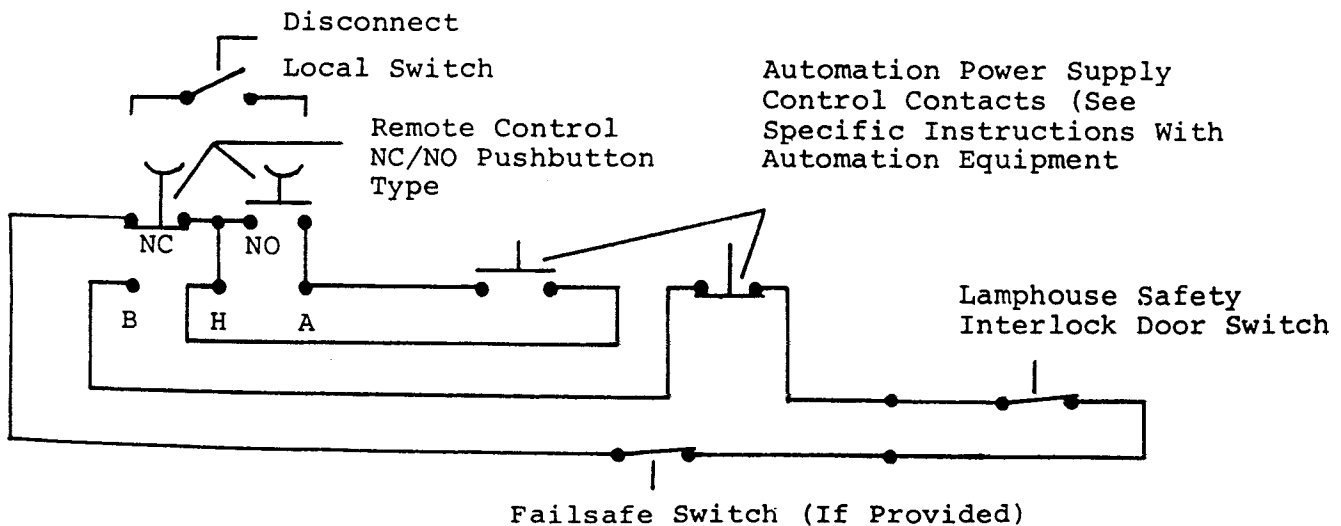 Disconnect
Local Switch
Remote Control
NC/NO Pushbutton
Type
Automation Power Supply
Control Contacts (See
Specific Instructions With
Automation Equipment
NC
NO
B
H
A
Lamphouse Safety
Interlock Door Switch
Failsafe Switch (If Provided)